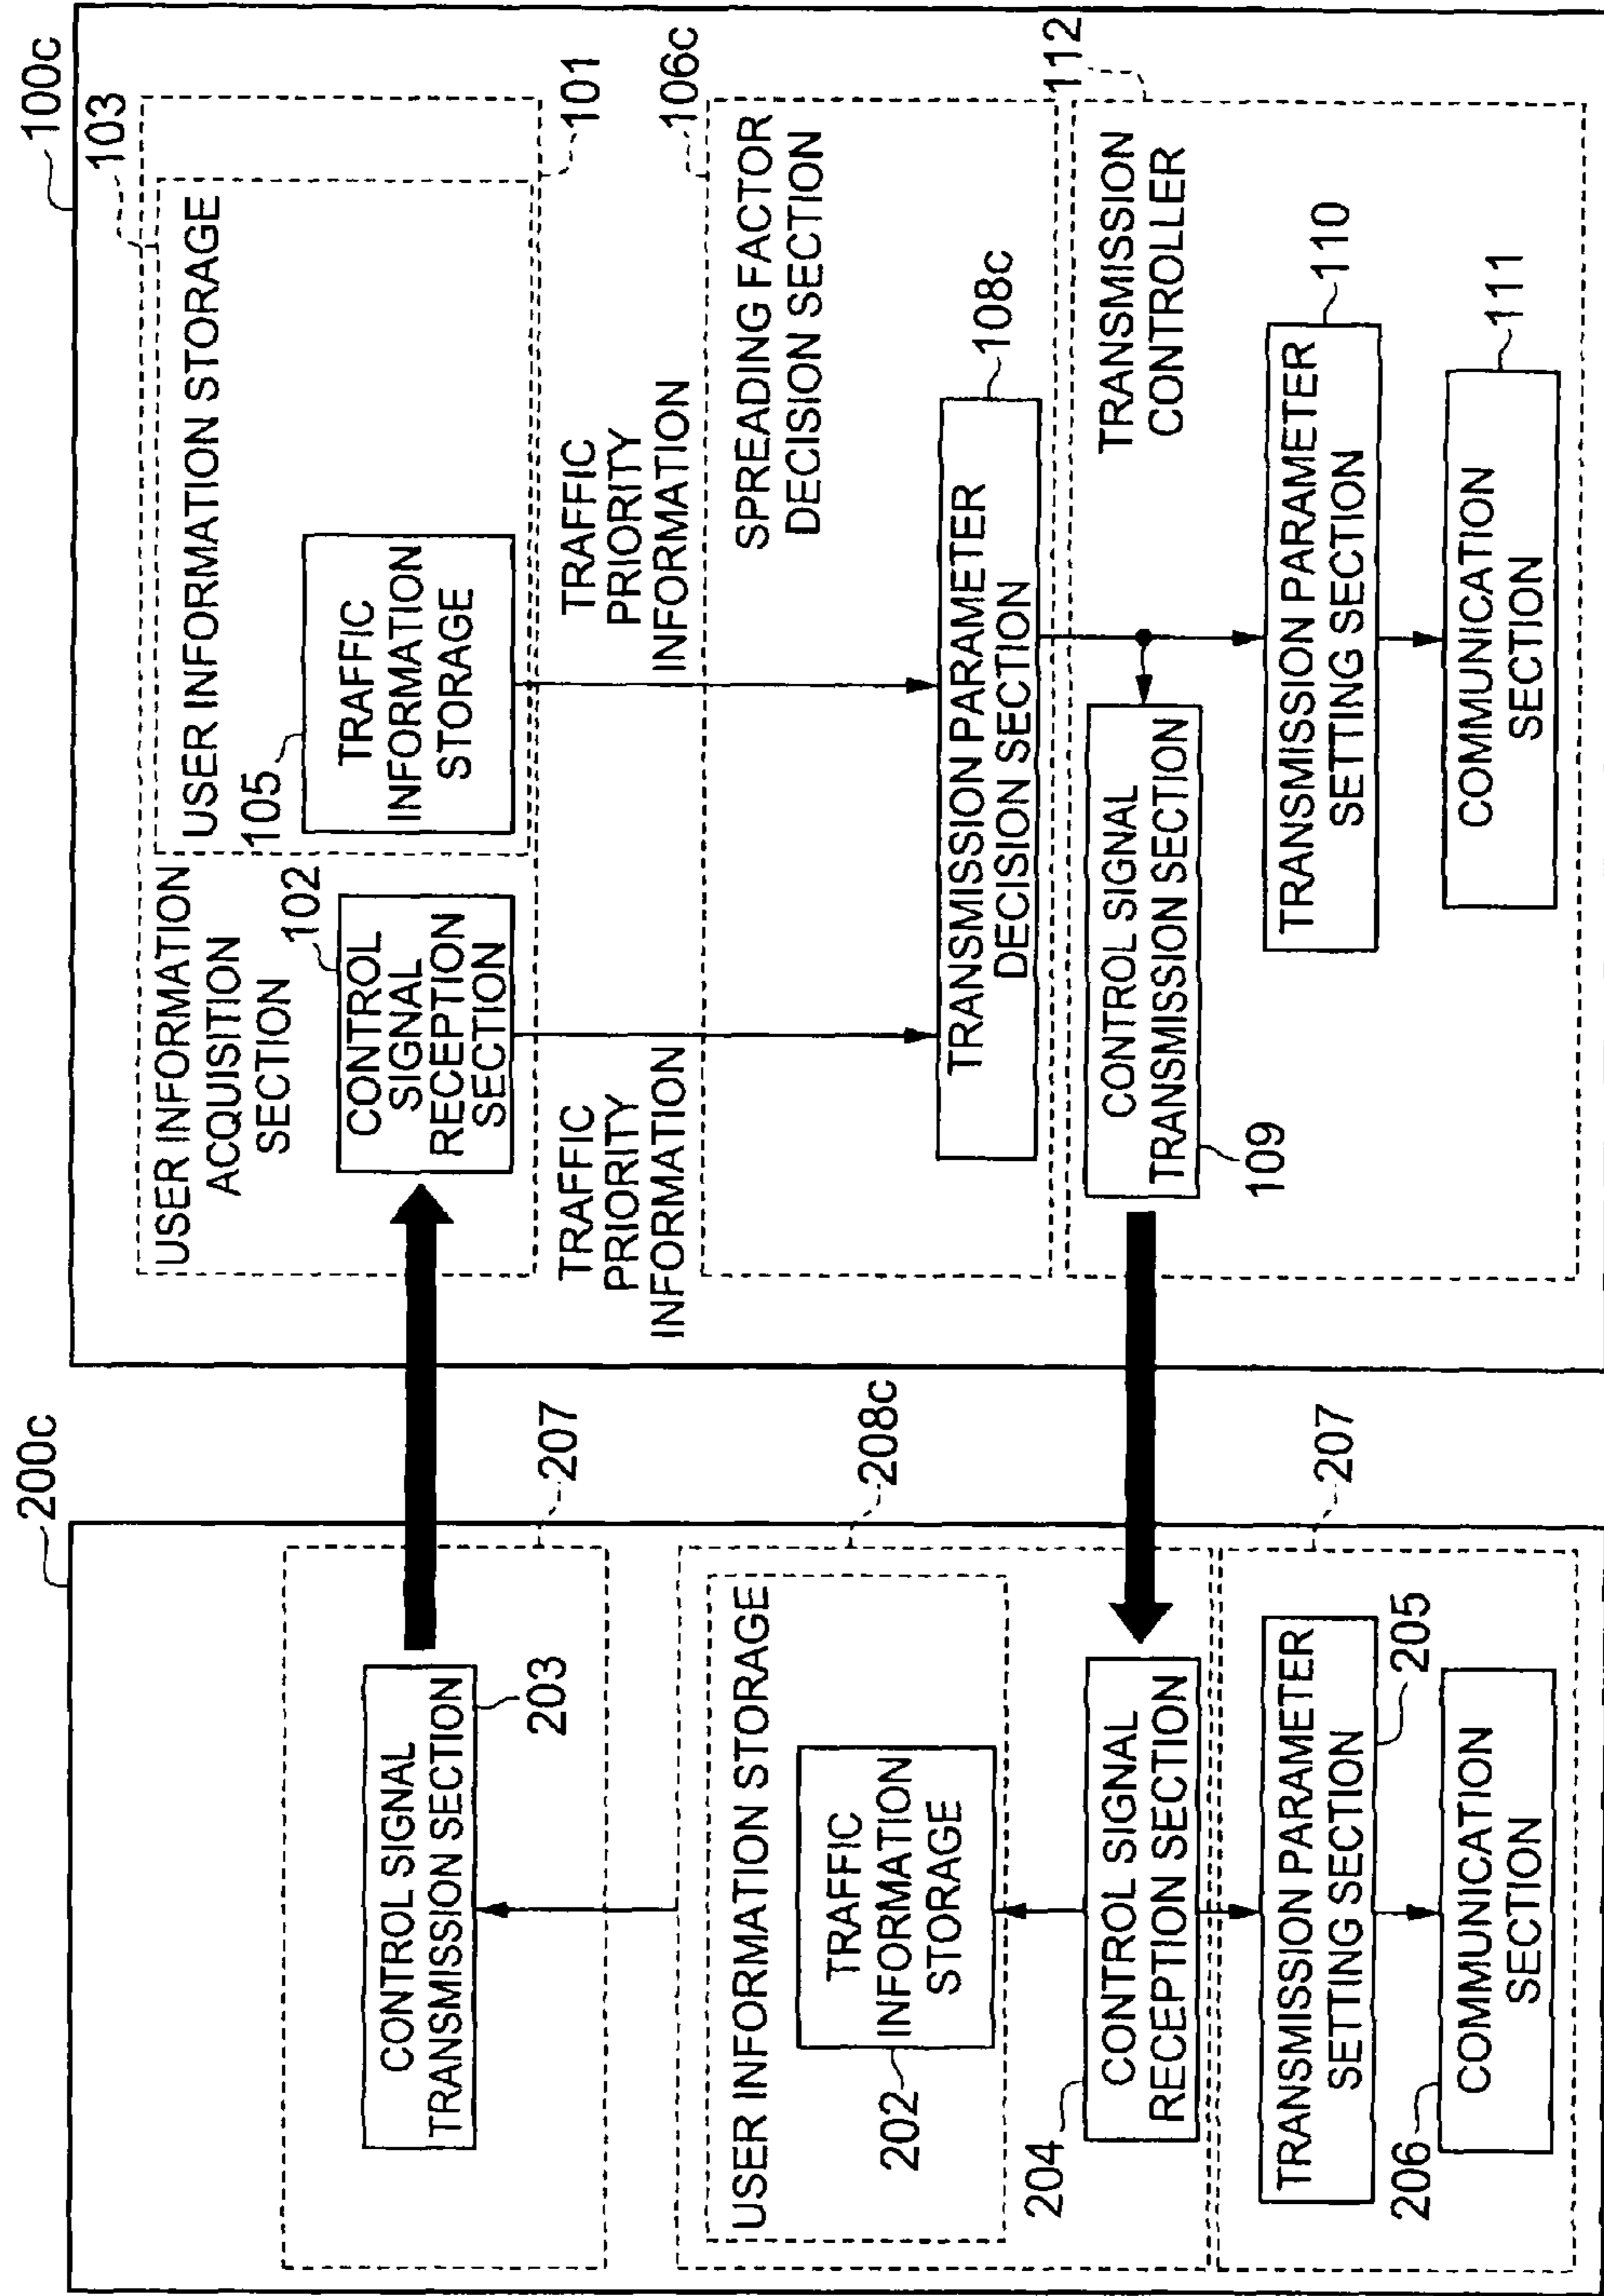 200c
207
CONTROL SIGNAL
TRANSMISSION SECTION
203
208c
USER INFORMATION STORAGE
TRAFFIC
INFORMATION
STORAGE
202
204
CONTROL SIGNAL
RECEPTION SECTION
207
TRANSMISSION PARAMETER
SETTING SECTION
205
206
COMMUNICATION
SECTION
100c
103
USER INFORMATION
ACQUISITION
SECTION
USER INFORMATION STORAGE
102
CONTROL
SIGNAL
RECEPTION
SECTION
105
TRAFFIC
INFORMATION
STORAGE
101
TRAFFIC
PRIORITY
INFORMATION
TRAFFIC
PRIORITY
INFORMATION
106c
SPREADING FACTOR
DECISION SECTION
108c
TRANSMISSION PARAMETER
DECISION SECTION
112
TRANSMISSION
CONTROLLER
CONTROL SIGNAL
TRANSMISSION SECTION
109
110
TRANSMISSION PARAMETER
SETTING SECTION
111
COMMUNICATION
SECTION